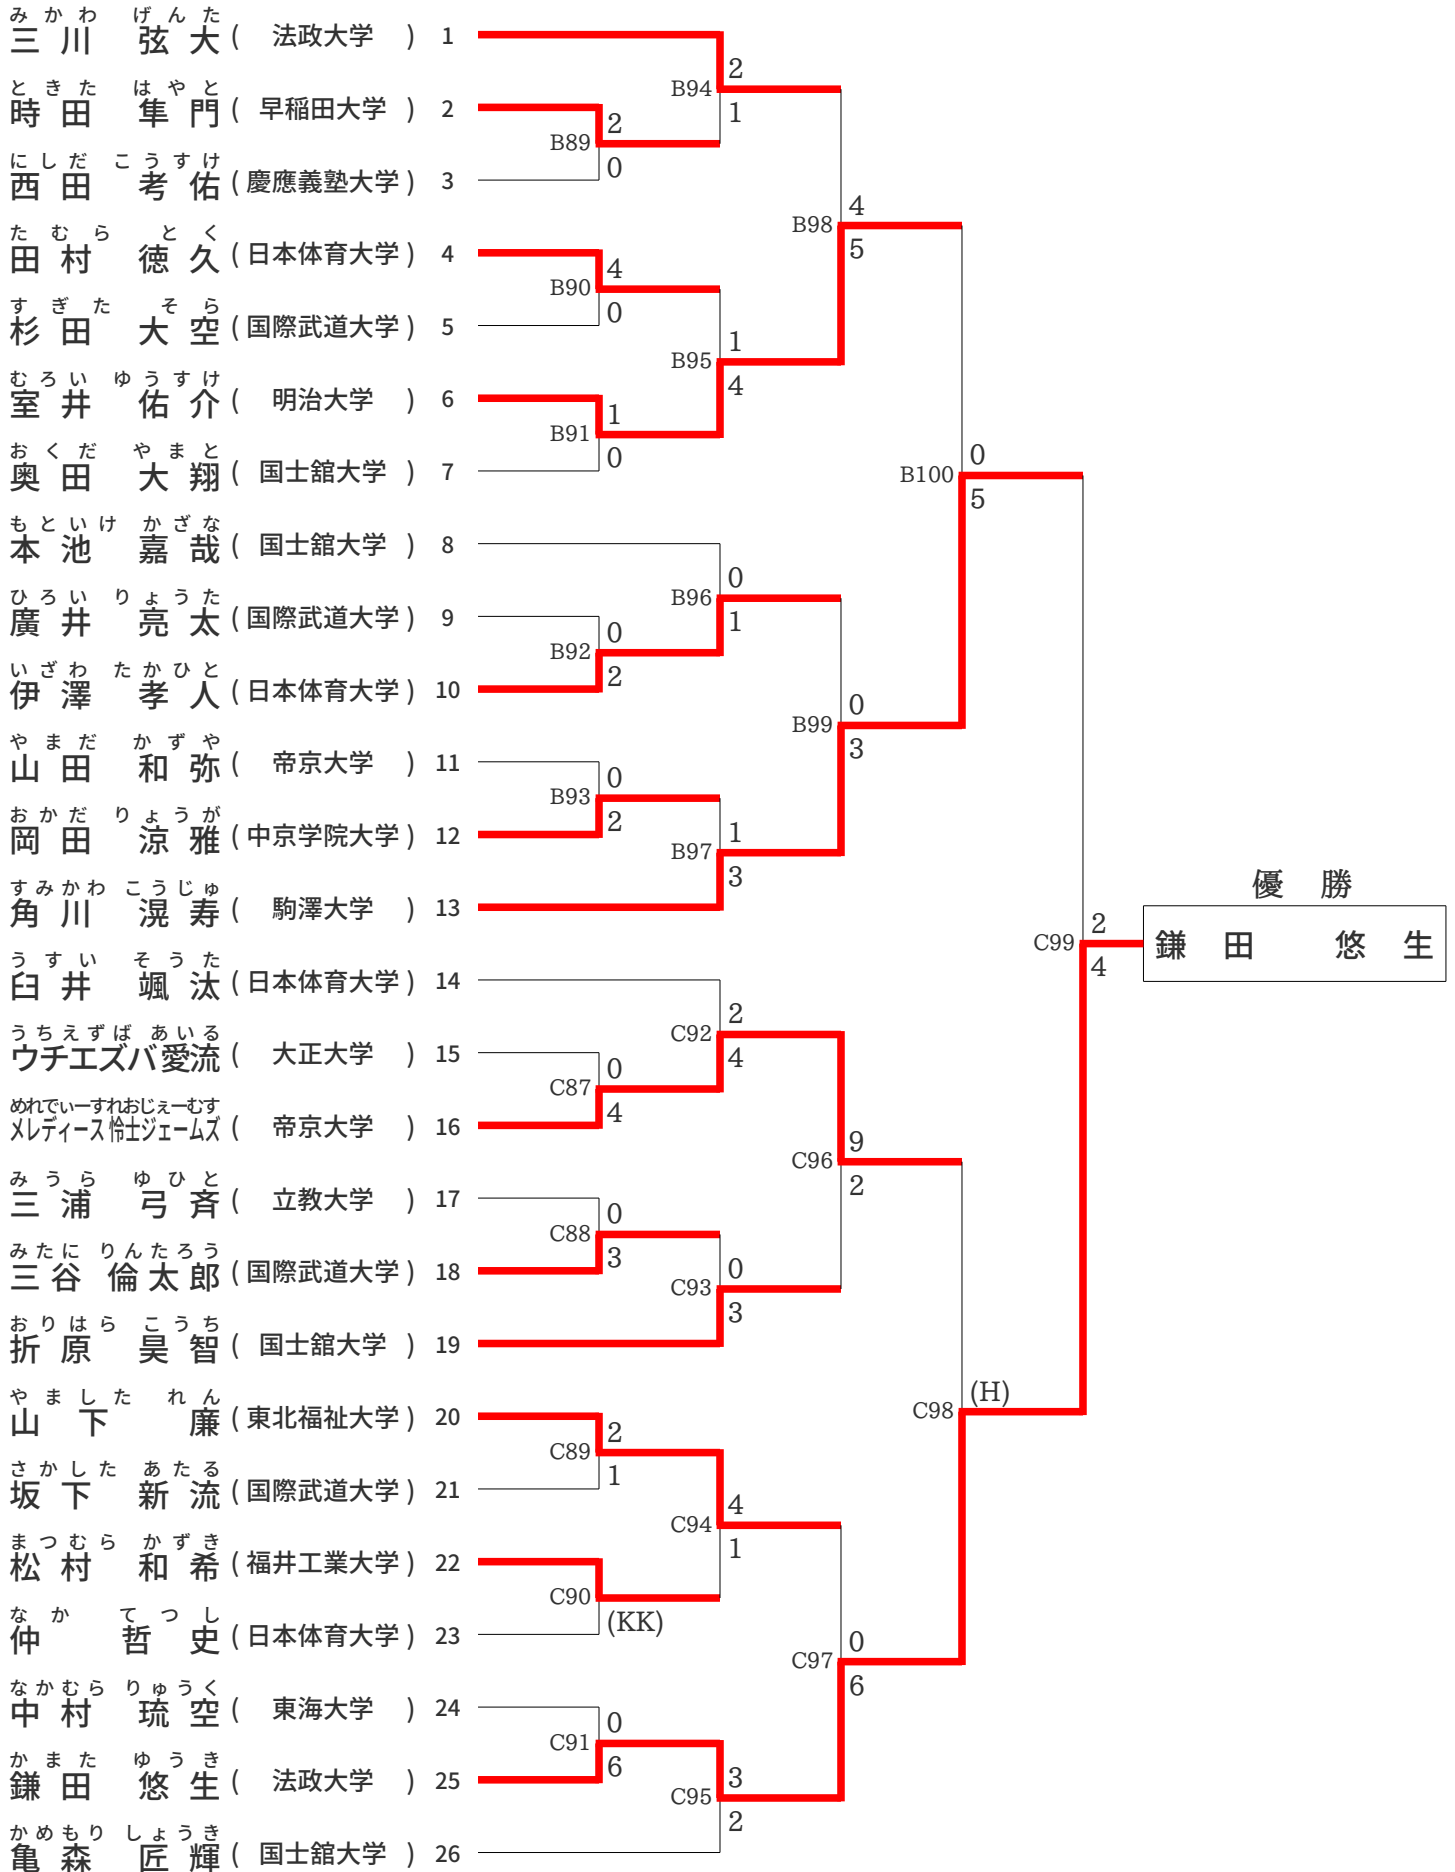 みかわ げんた
三川 弦大 ( 法政大学 ) 1
ときた はやと
時田 隼門 ( 早稲田大学 ) 2
にしだ こうすけ
西田 考佑 ( 慶應義塾大学 ) 3
たむら とく
田村 徳久 ( 日本体育大学 ) 4
すぎた そら
杉田 大空 ( 国際武道大学 ) 5
むろい ゆうすけ
室井 佑介 ( 明治大学 ) 6
おくだ やまと
奥田 大翔 ( 国士舘大学 ) 7
もといけ かざな
本池 嘉哉 ( 国士舘大学 ) 8
ひろい りょうた
廣井 亮太 ( 国際武道大学 ) 9
いざわ たかひと
伊澤 孝人 ( 日本体育大学 ) 10
やまだ かずや
山田 和弥 ( 帝京大学 ) 11
おかだ りょうが
岡田 涼雅 ( 中京学院大学 ) 12
すみかわ こうじゅ
角川 滉寿 ( 駒澤大学 ) 13
うすい そうた
臼井 颯汰 ( 日本体育大学 ) 14
うちえずば あいる
ウチエズバ愛流 ( 大正大学 ) 15
めれでぃーすれおじぇーむす
メレディース怜士ジェームズ ( 帝京大学 ) 16
みうら ゆひと
三浦 弓斉 ( 立教大学 ) 17
みたに りんたろう
三谷 倫太郎 ( 国際武道大学 ) 18
おりはら こうち
折原 昊智 ( 国士舘大学 ) 19
やました れん
山下 廉 ( 東北福祉大学 ) 20
さかした あたる
坂下 新流 ( 国際武道大学 ) 21
まつむら かずき
松村 和希 ( 福井工業大学 ) 22
なか てつし
仲 哲史 ( 日本体育大学 ) 23
なかむら りゅうく
中村 琉空 ( 東海大学 ) 24
かまた ゆうき
鎌田 悠生 ( 法政大学 ) 25
かめもり しょうき
亀森 匠輝 ( 国士舘大学 ) 26
B89 2 0
B90 4 0
B91 1 0
B92 0 2
B93 0 2
C87 0 4
C88 0 3
C89 2 1
C90 (KK)
C91 0 6
B94 2 1
B95 1 4
B96 0 1
B97 1 3
C92 2 4
C93 0 3
C94 4 1
C95 3 2
B98 4 5
B99 0 3
C96 9 2
C97 0 6
B100 0 5
C98 (H)
C99 2 4
優勝
鎌田 悠生